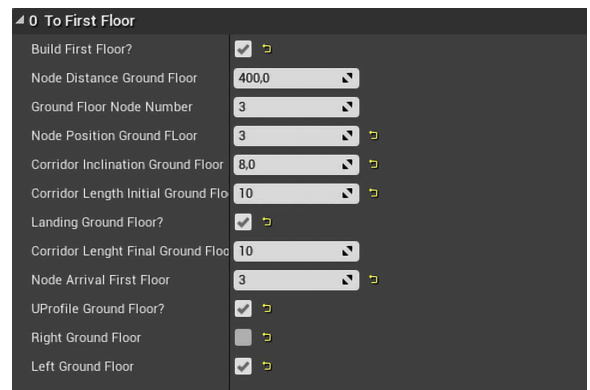 0 To First Floor
Build First Floor?
Node Distance Ground Floor 400,0
Ground Floor Node Number 3
Node Position Ground FLoor 3
Corridor Inclination Ground Floor 8,0
Corridor Length Initial Ground Flo 10
Landing Ground Floor?
Corridor Lenght Final Ground Floo 10
Node Arrival First Floor 3
UProfile Ground Floor?
Right Ground Floor
Left Ground Floor